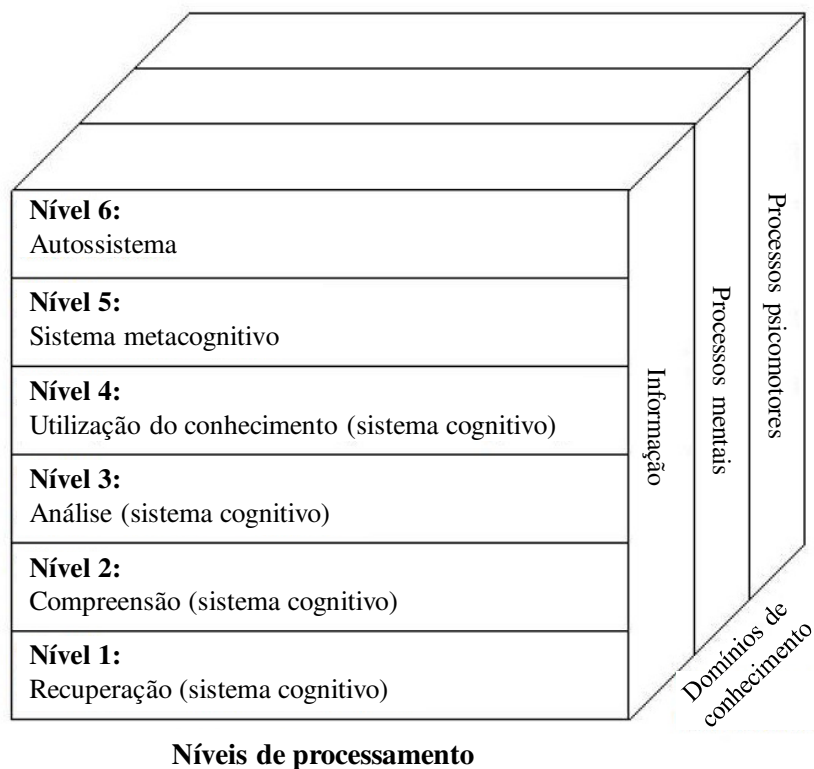 Nível 6:
Autossistema
Nível 5:
Sistema metacognitivo
Nível 4:
Utilização do conhecimento (sistema cognitivo)
Nível 3:
Análise (sistema cognitivo)
Nível 2:
Compreensão (sistema cognitivo)
Nível 1:
Recuperação (sistema cognitivo)
Informação
Processos mentais
Processos psicomotores
Domínios de
conhecimento
Níveis de processamento